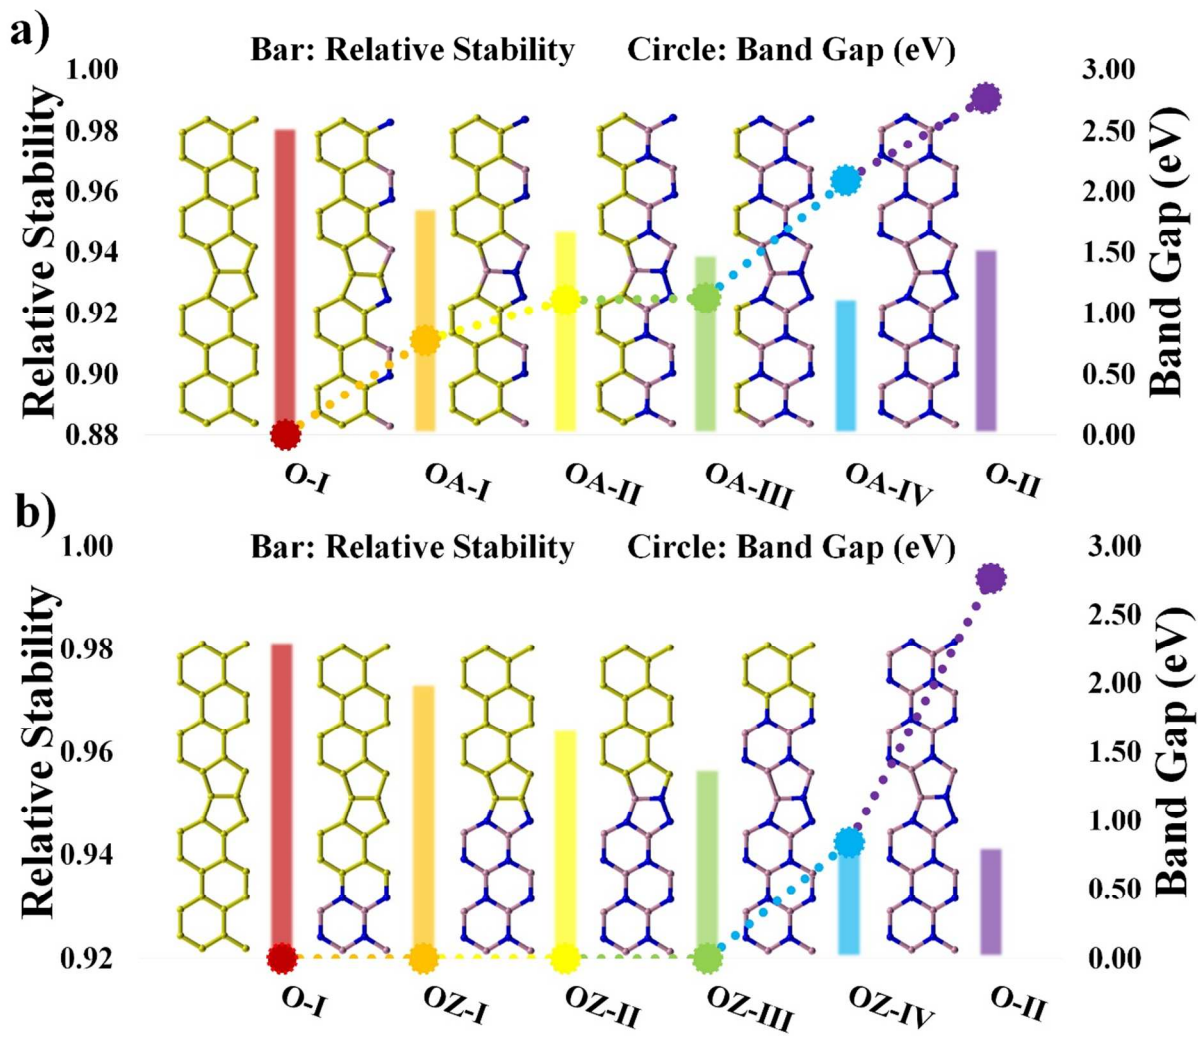 a)
Bar: Relative Stability Circle: Band Gap (eV)
Relative Stability
1.00
0.98
0.96
0.94
0.92
0.90
0.88
3.00
2.50
2.00
1.50
1.00
0.50
0.00
Band Gap (eV)
O-I OA-I OA-II OA-III OA-IV O-II
b)
Bar: Relative Stability Circle: Band Gap (eV)
Relative Stability
1.00
0.98
0.96
0.94
0.92
3.00
2.50
2.00
1.50
1.00
0.50
0.00
Band Gap (eV)
O-I OZ-I OZ-II OZ-III OZ-IV O-II